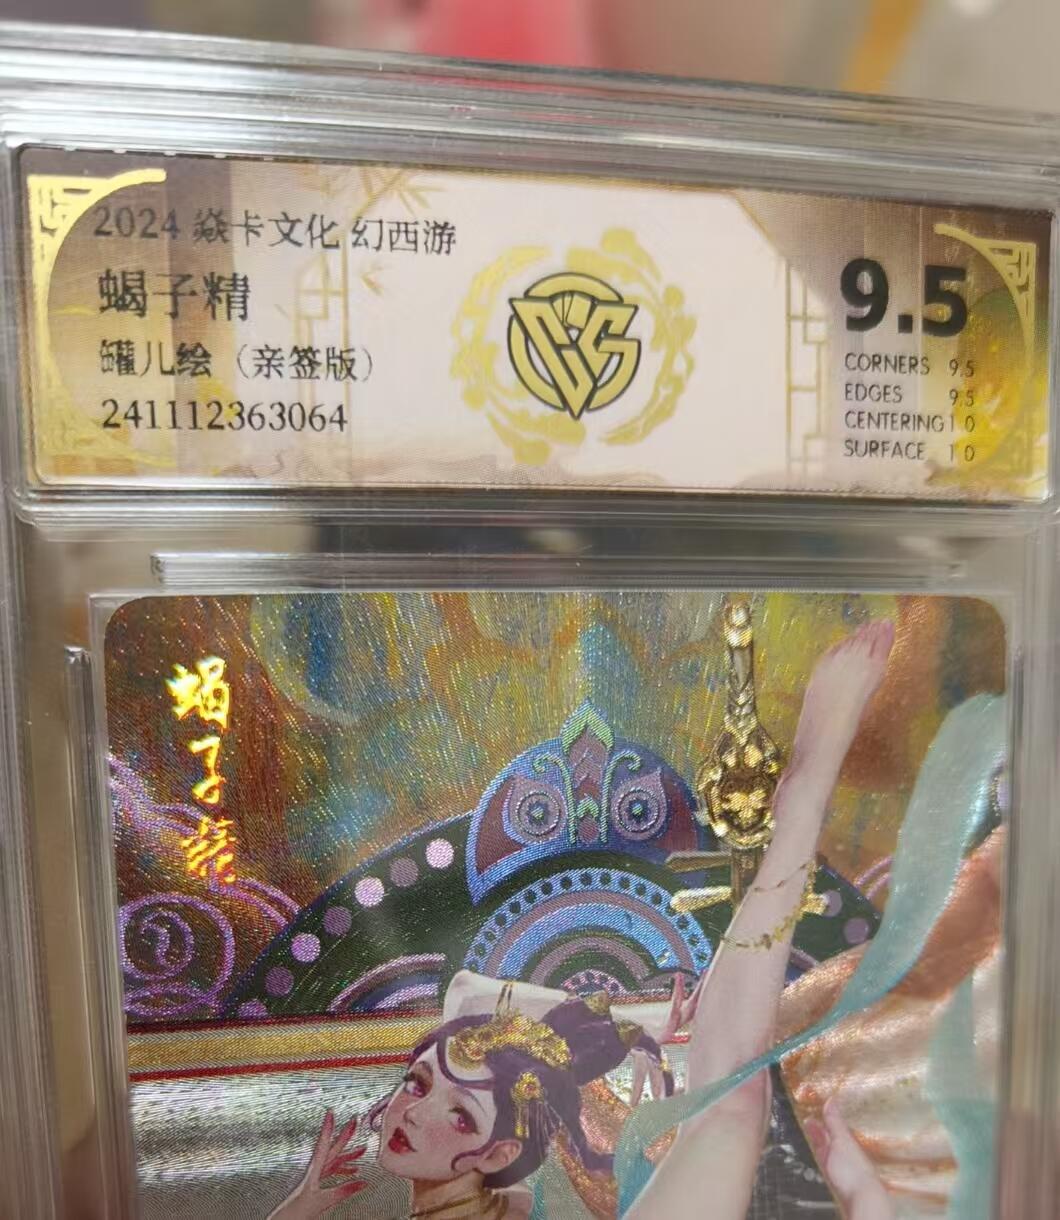 2024 焱卡文化 幻西游
蝎子精
罐儿绘（亲签版）
241112363064
9.5
CORNERS 9.5
EDGES 9.5
CENTERING 10
SURFACE 10
蝎子精